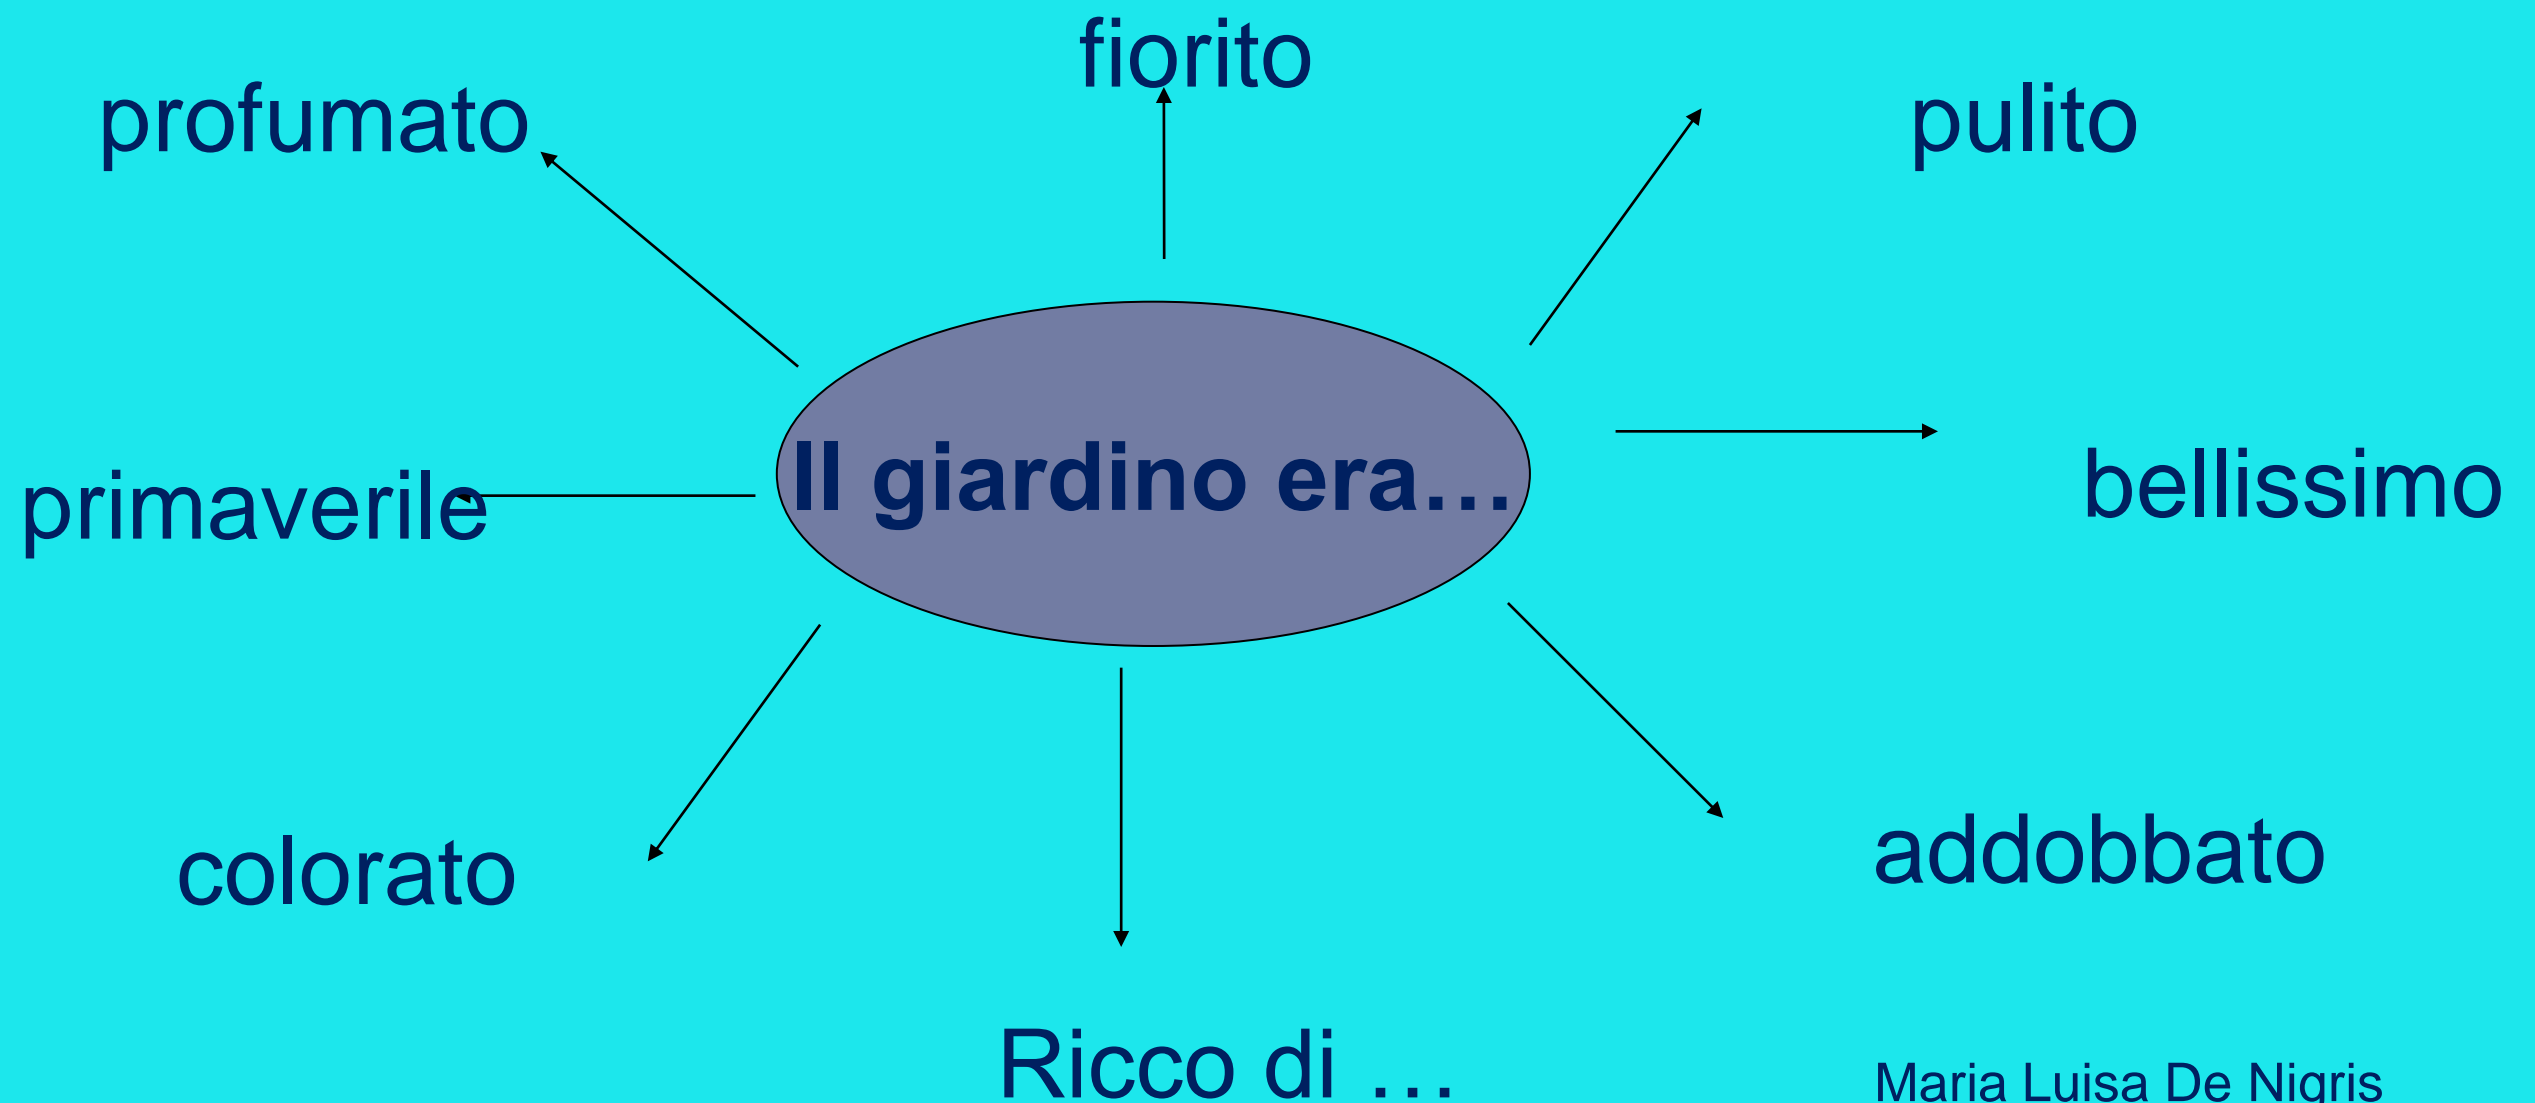 fiorito
profumato
pulito
Il giardino era…
bellissimo
primaverile
addobbato
colorato
Ricco di …
Maria Luisa De Nigris